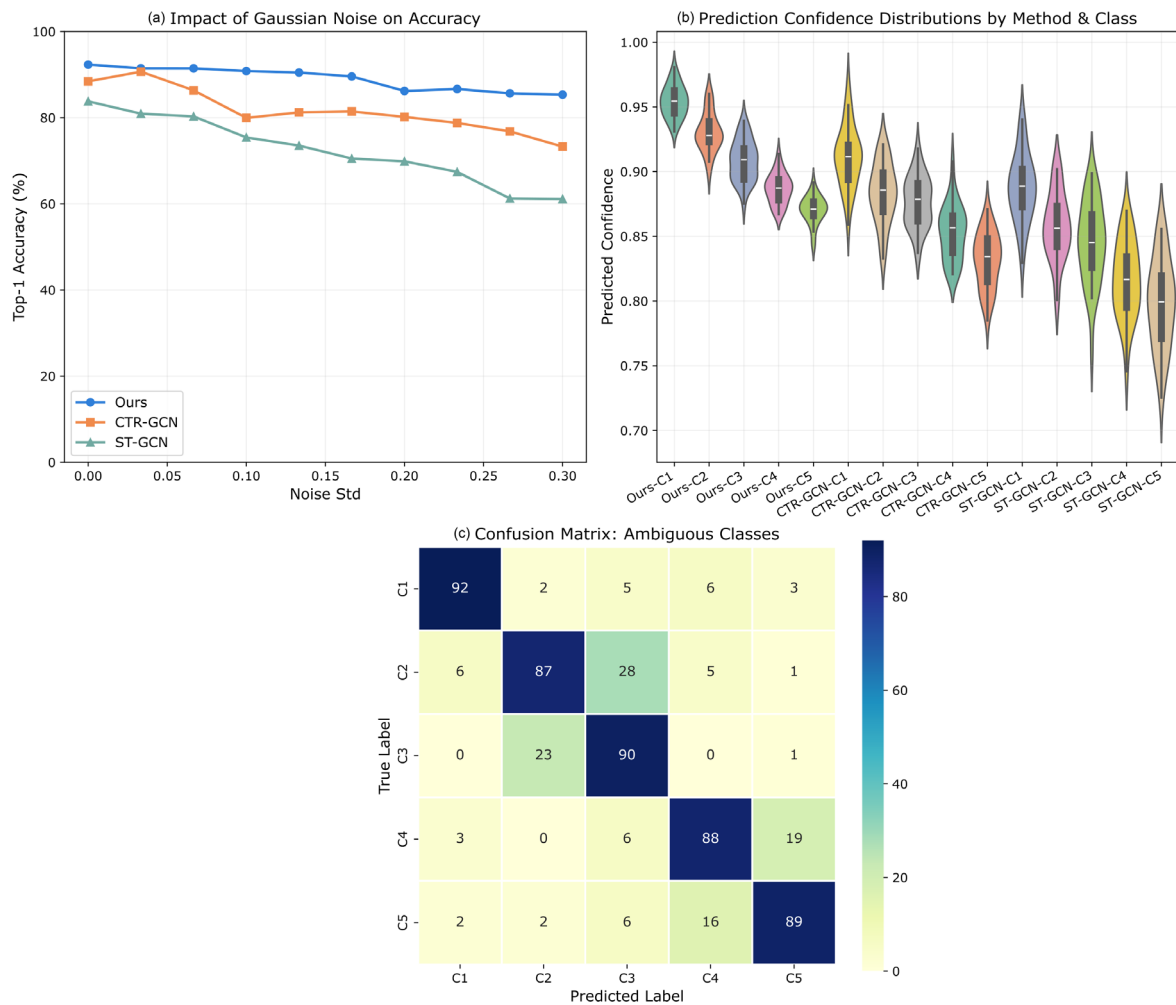 (a) Impact of Gaussian Noise on Accuracy
100
80
60
40
20
0
Top-1 Accuracy (%)
Ours
CTR-GCN
ST-GCN
0.00
0.05
0.10
0.15
0.20
0.25
0.30
Noise Std
(b) Prediction Confidence Distributions by Method & Class
1.00
0.95
0.90
0.85
0.80
0.75
0.70
Predicted Confidence
Ours-C1
Ours-C2
Ours-C3
Ours-C4
Ours-C5
CTR-GCN-C1
CTR-GCN-C2
CTR-GCN-C3
CTR-GCN-C4
CTR-GCN-C5
ST-GCN-C1
ST-GCN-C2
ST-GCN-C3
ST-GCN-C4
ST-GCN-C5
(c) Confusion Matrix: Ambiguous Classes
True Label
C1 92 2 5 6 3
C2 6 87 28 5 1
C3 0 23 90 0 1
C4 3 0 6 88 19
C5 2 2 6 16 89
C1 C2 C3 C4 C5
Predicted Label
80
60
40
20
0